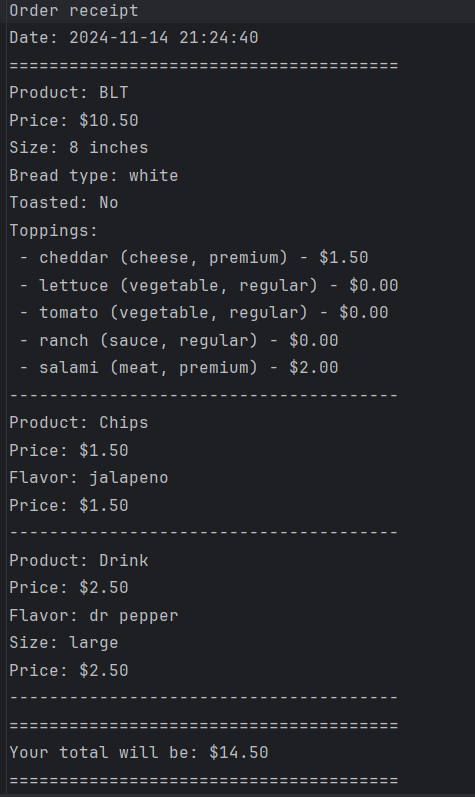 Order receipt
Date: 2024-11-14 21:24:40
=======================================
Product: BLT
Price: $10.50
Size: 8 inches
Bread type: white
Toasted: No
Toppings:
 - cheddar (cheese, premium) - $1.50
 - lettuce (vegetable, regular) - $0.00
 - tomato (vegetable, regular) - $0.00
 - ranch (sauce, regular) - $0.00
 - salami (meat, premium) - $2.00
---------------------------------------
Product: Chips
Price: $1.50
Flavor: jalapeno
Price: $1.50
---------------------------------------
Product: Drink
Price: $2.50
Flavor: dr pepper
Size: large
Price: $2.50
---------------------------------------
=======================================
Your total will be: $14.50
=======================================